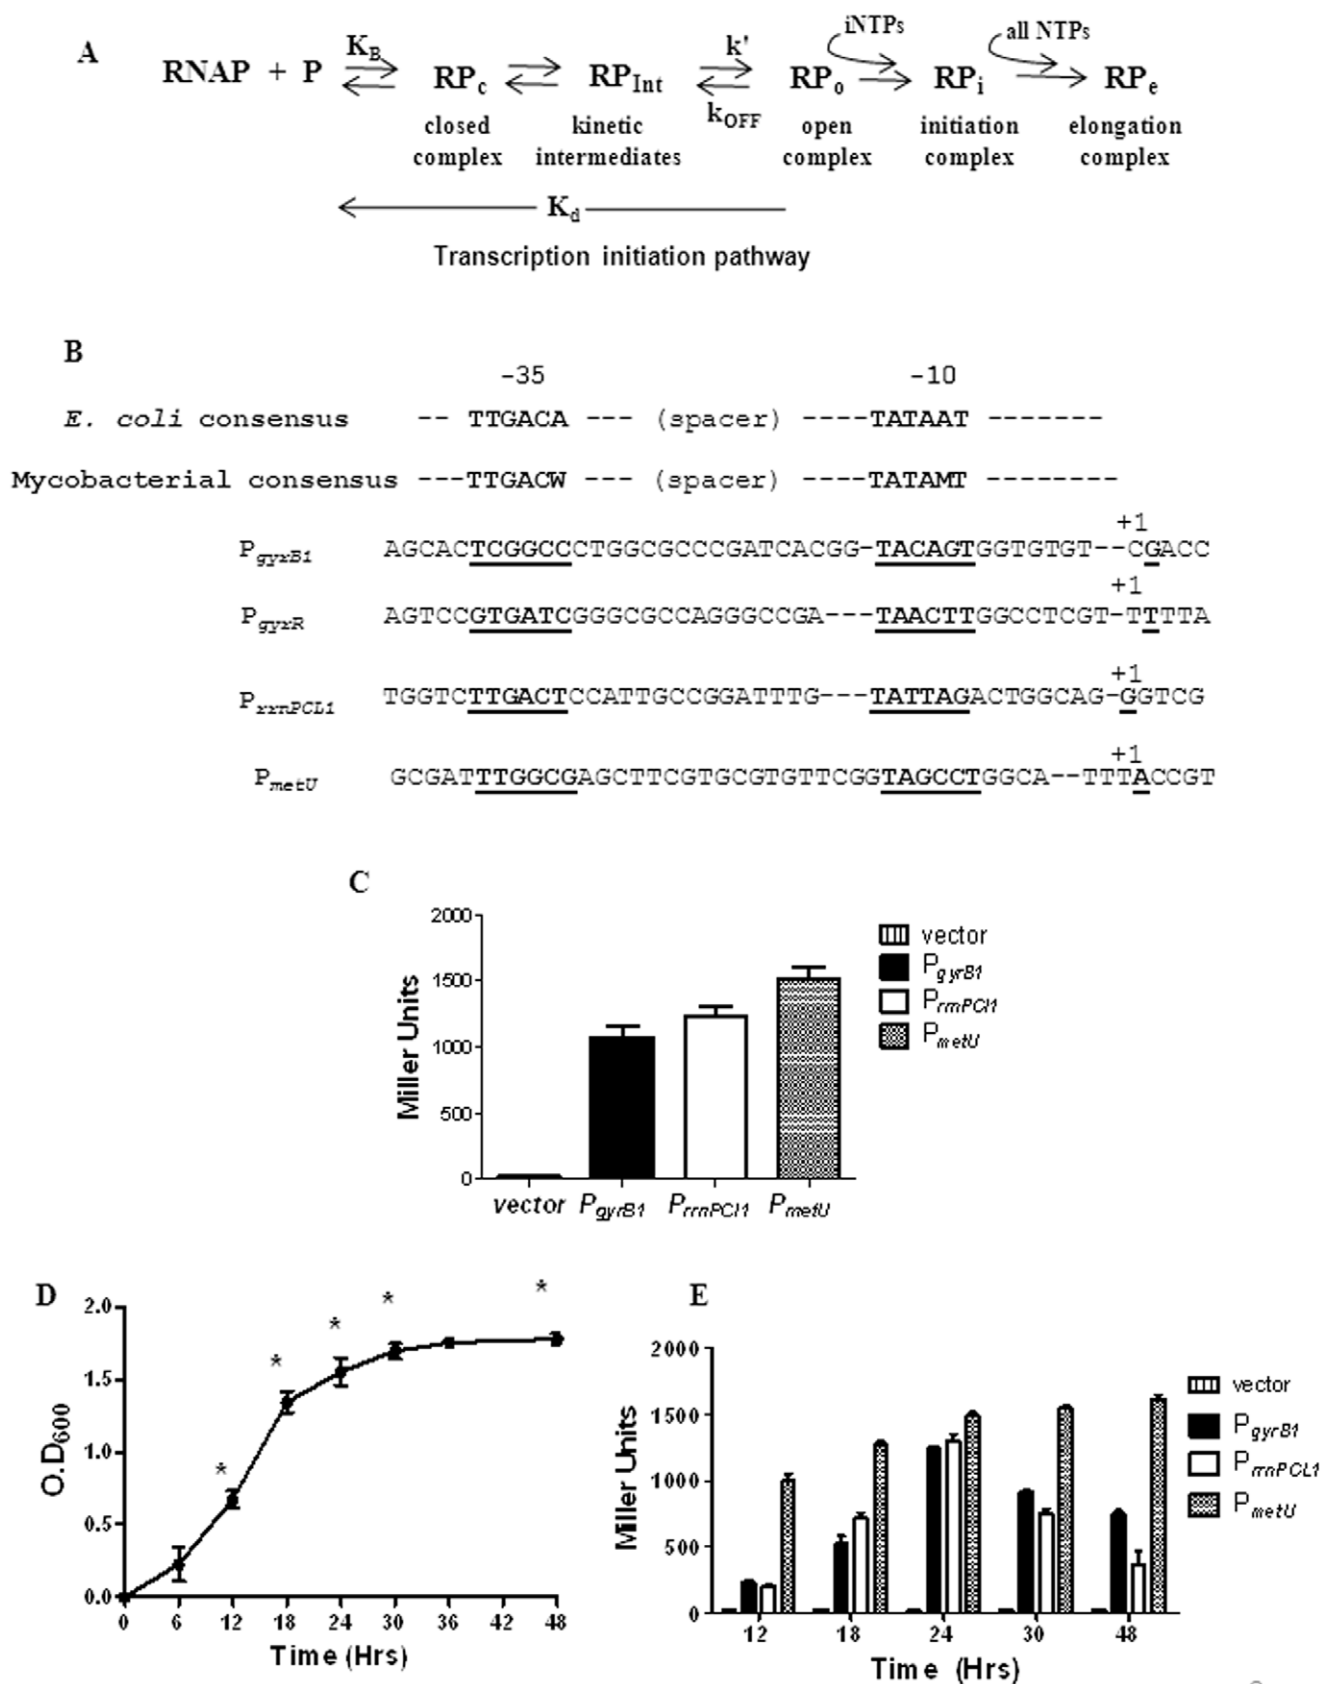 A
RNAP + P K_B RP_c RP_Int k' k_OFF RP_o iNTPs RP_i all NTPs RP_e
closed complex
kinetic intermediates
open complex
initiation complex
elongation complex
K_d
Transcription initiation pathway
B
-35 -10
E. coli consensus -- TTGACA --- (spacer) ----TATAAT -------
Mycobacterial consensus ---TTGACW --- (spacer) ----TATAMT --------
+1
P_gyrB1 AGCACTCGGCCCTGGCGCCCGATCACGG-TACAGTGGTGTGT--CGACC
+1
P_gyrR AGTCCGTGATCGGGCGCCAGGGCCGA---TAACTTGGCCTCGT-TTTTA
+1
P_rrnPCL1 TGGTCTTGACTCCATTGCCGGATTTG---TATTAGACTGGCAG-GGTCG
+1
P_metU GCGATTTGGCGAGCTTCGTGCGTGTTCGGTAGCCTGGCA--TTTACCGT
C
Miller Units
2000
1500
1000
500
0
vector P_gyrB1 P_rrnPCl1 P_metU
vector
P_gyrB1
P_rrnPCl1
P_metU
D
O.D600
2.0
1.5
1.0
0.5
0.0
* * * * * *
0 6 12 18 24 30 36 42 48
Time (Hrs)
E
Miller Units
2000
1500
1000
500
0
12 18 24 30 48
Time (Hrs)
vector
P_gyrB1
P_rrnPCL1
P_metU